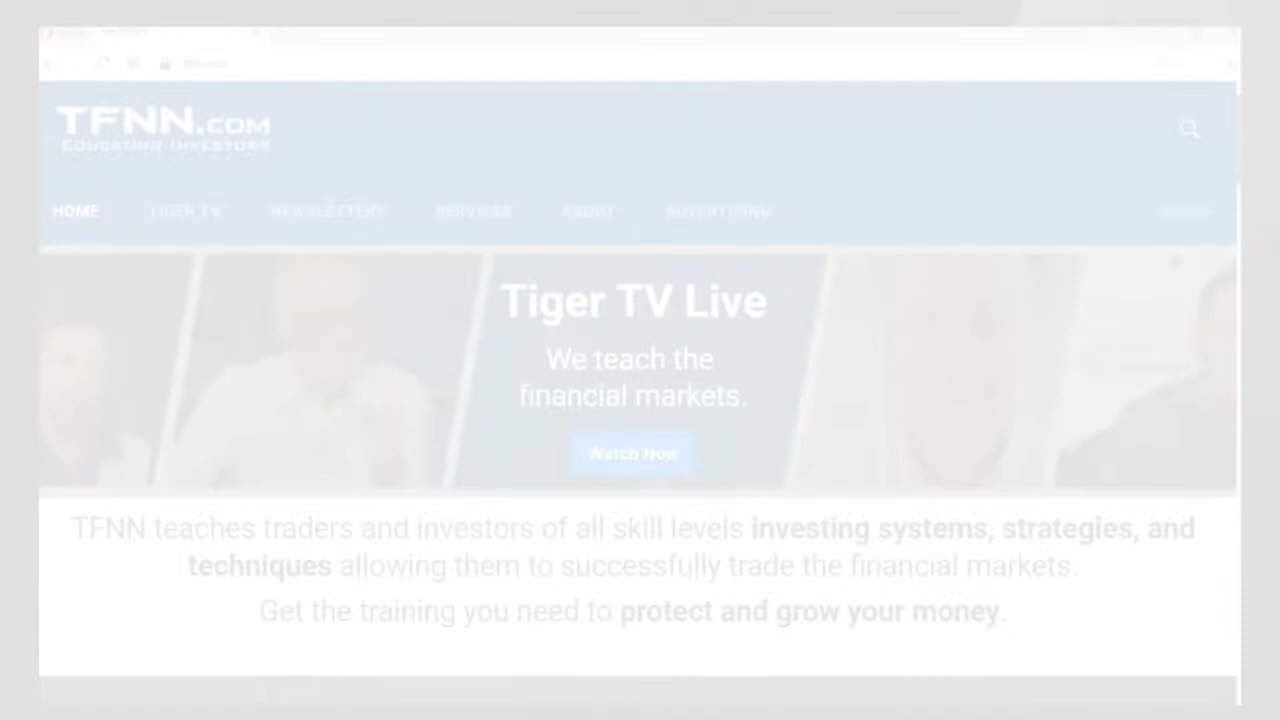 TFNN.COM
EDUCATING INVESTORS
HOME TIGER TV NEWSLETTERS SERVICES ABOUT ADVERTISING
Tiger TV Live
We teach the
financial markets.
Watch Now
TFNN teaches traders and investors of all skill levels investing systems, strategies, and
techniques allowing them to successfully trade the financial markets.
Get the training you need to protect and grow your money.